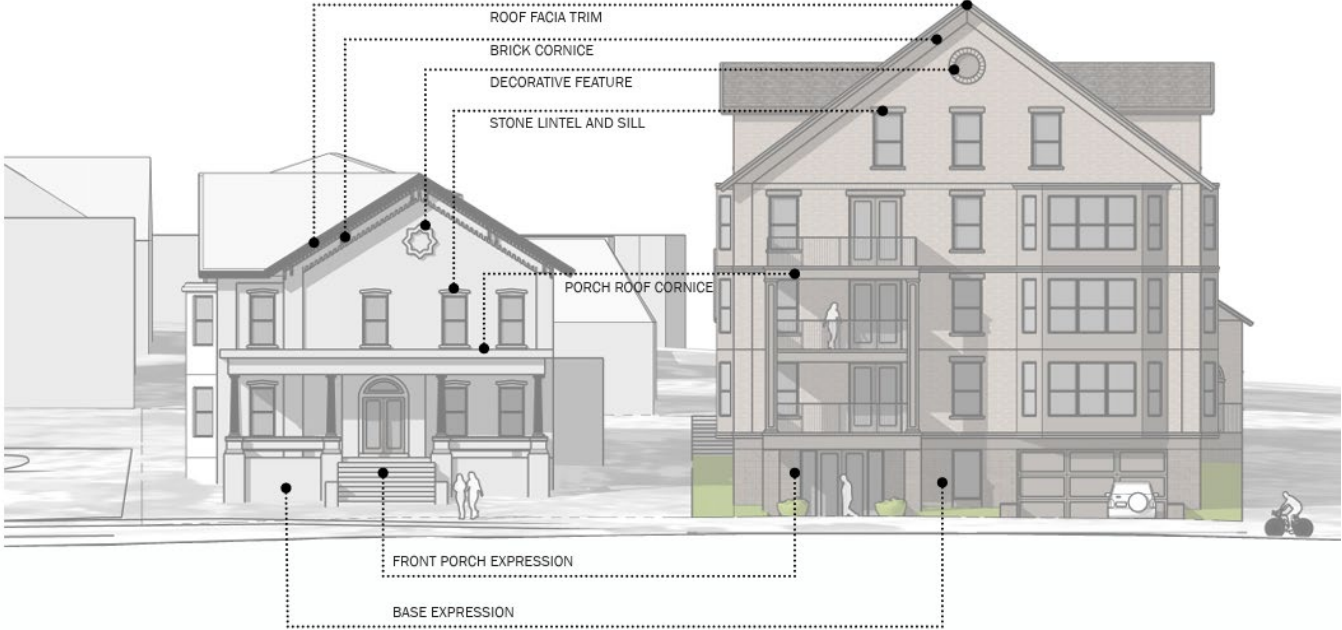 ROOF FACIA TRIM
BRICK CORNICE
DECORATIVE FEATURE
STONE LINTEL AND SILL
PORCH ROOF CORNICE
FRONT PORCH EXPRESSION
BASE EXPRESSION